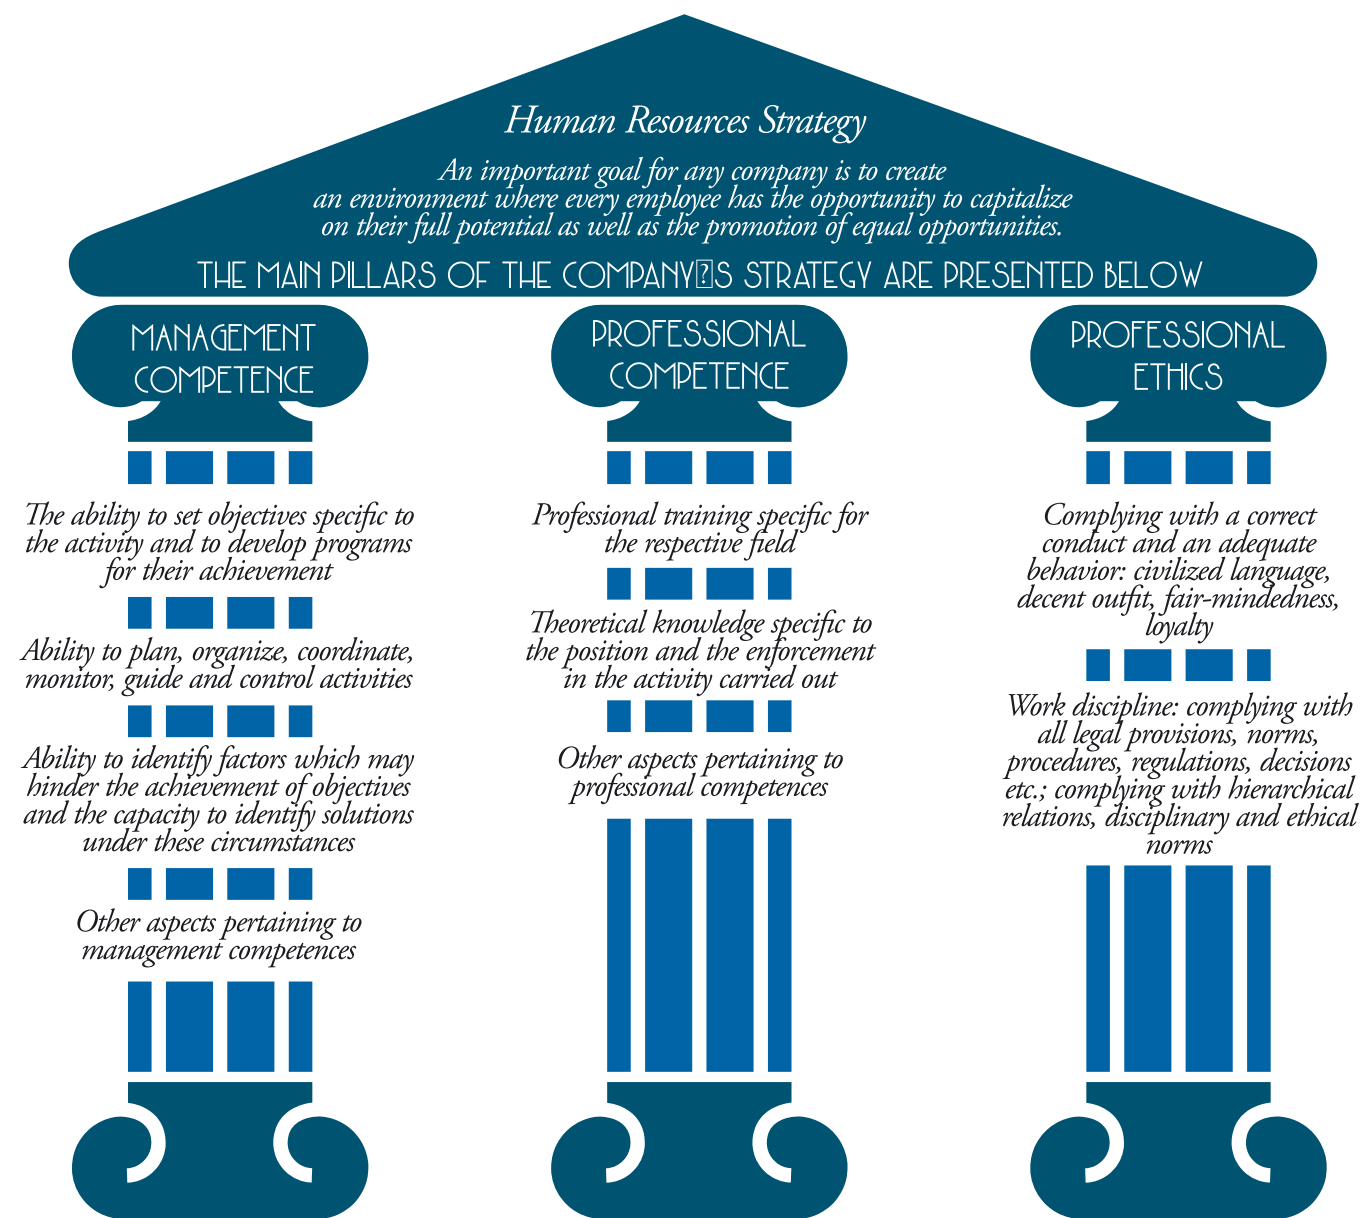 Human Resources Strategy
An important goal for any company is to create
an environment where every employee has the opportunity to capitalize
on their full potential as well as the promotion of equal opportunities.
THE MAIN PILLARS OF THE COMPANY?S STRATEGY ARE PRESENTED BELOW
MANAGEMENT
COMPETENCE
The ability to set objectives specific to
the activity and to develop programs
for their achievement
Ability to plan, organize, coordinate,
monitor, guide and control activities
Ability to identify factors which may
hinder the achievement of objectives
and the capacity to identify solutions
under these circumstances
Other aspects pertaining to
management competences
PROFESSIONAL
COMPETENCE
Professional training specific for
the respective field
Theoretical knowledge specific to
the position and the enforcement
in the activity carried out
Other aspects pertaining to
professional competences
PROFESSIONAL
ETHICS
Complying with a correct
conduct and an adequate
behavior: civilized language,
decent outfit, fair-mindedness,
loyalty
Work discipline: complying with
all legal provisions, norms,
procedures, regulations, decisions
etc.; complying with hierarchical
relations, disciplinary and ethical
norms